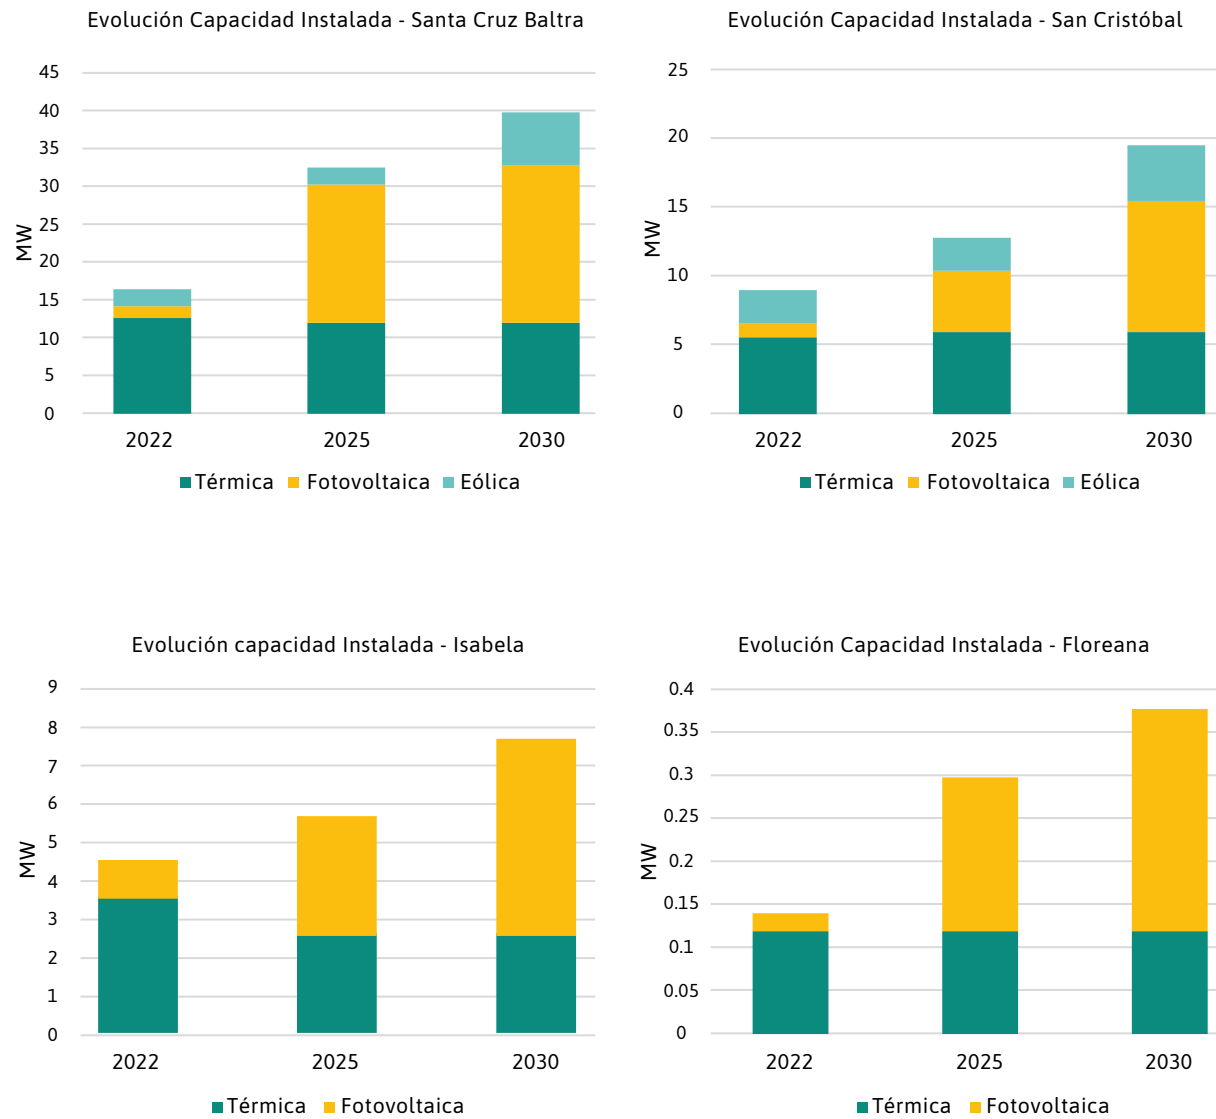 Evolución Capacidad Instalada - Santa Cruz Baltra
45
40
35
30
25
20
15
10
5
0
MW
2022 2025 2030
Térmica Fotovoltaica Eólica
Evolución Capacidad Instalada - San Cristóbal
25
20
15
10
5
0
MW
2022 2025 2030
Térmica Fotovoltaica Eólica
Evolución capacidad Instalada - Isabela
9
8
7
6
5
4
3
2
1
0
MW
2022 2025 2030
Térmica Fotovoltaica
Evolución Capacidad Instalada - Floreana
0.4
0.35
0.3
0.25
0.2
0.15
0.1
0.05
0
MW
2022 2025 2030
Térmica Fotovoltaica